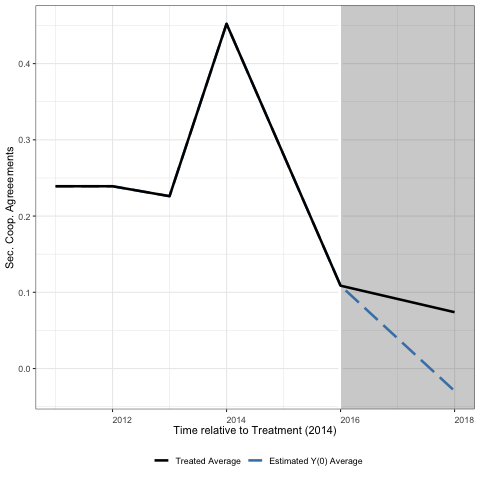 0.4
0.3
0.2
0.1
0.0
Sec. Coop. Agreeements
2012
2014
2016
2018
Time relative to Treatment (2014)
Treated Average
Estimated Y(0) Average